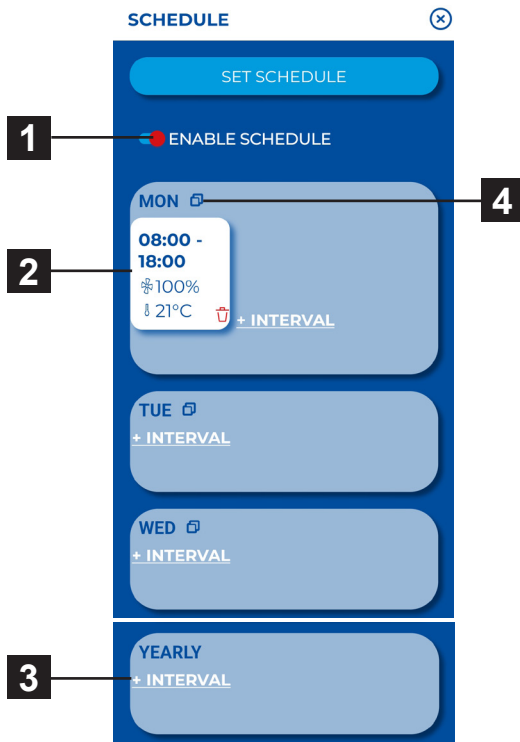 SCHEDULE
SET SCHEDULE
1
ENABLE SCHEDULE
MON
4
08:00 -
18:00
2
100%
21°C
+ INTERVAL
TUE
+ INTERVAL
WED
+ INTERVAL
YEARLY
3
+ INTERVAL